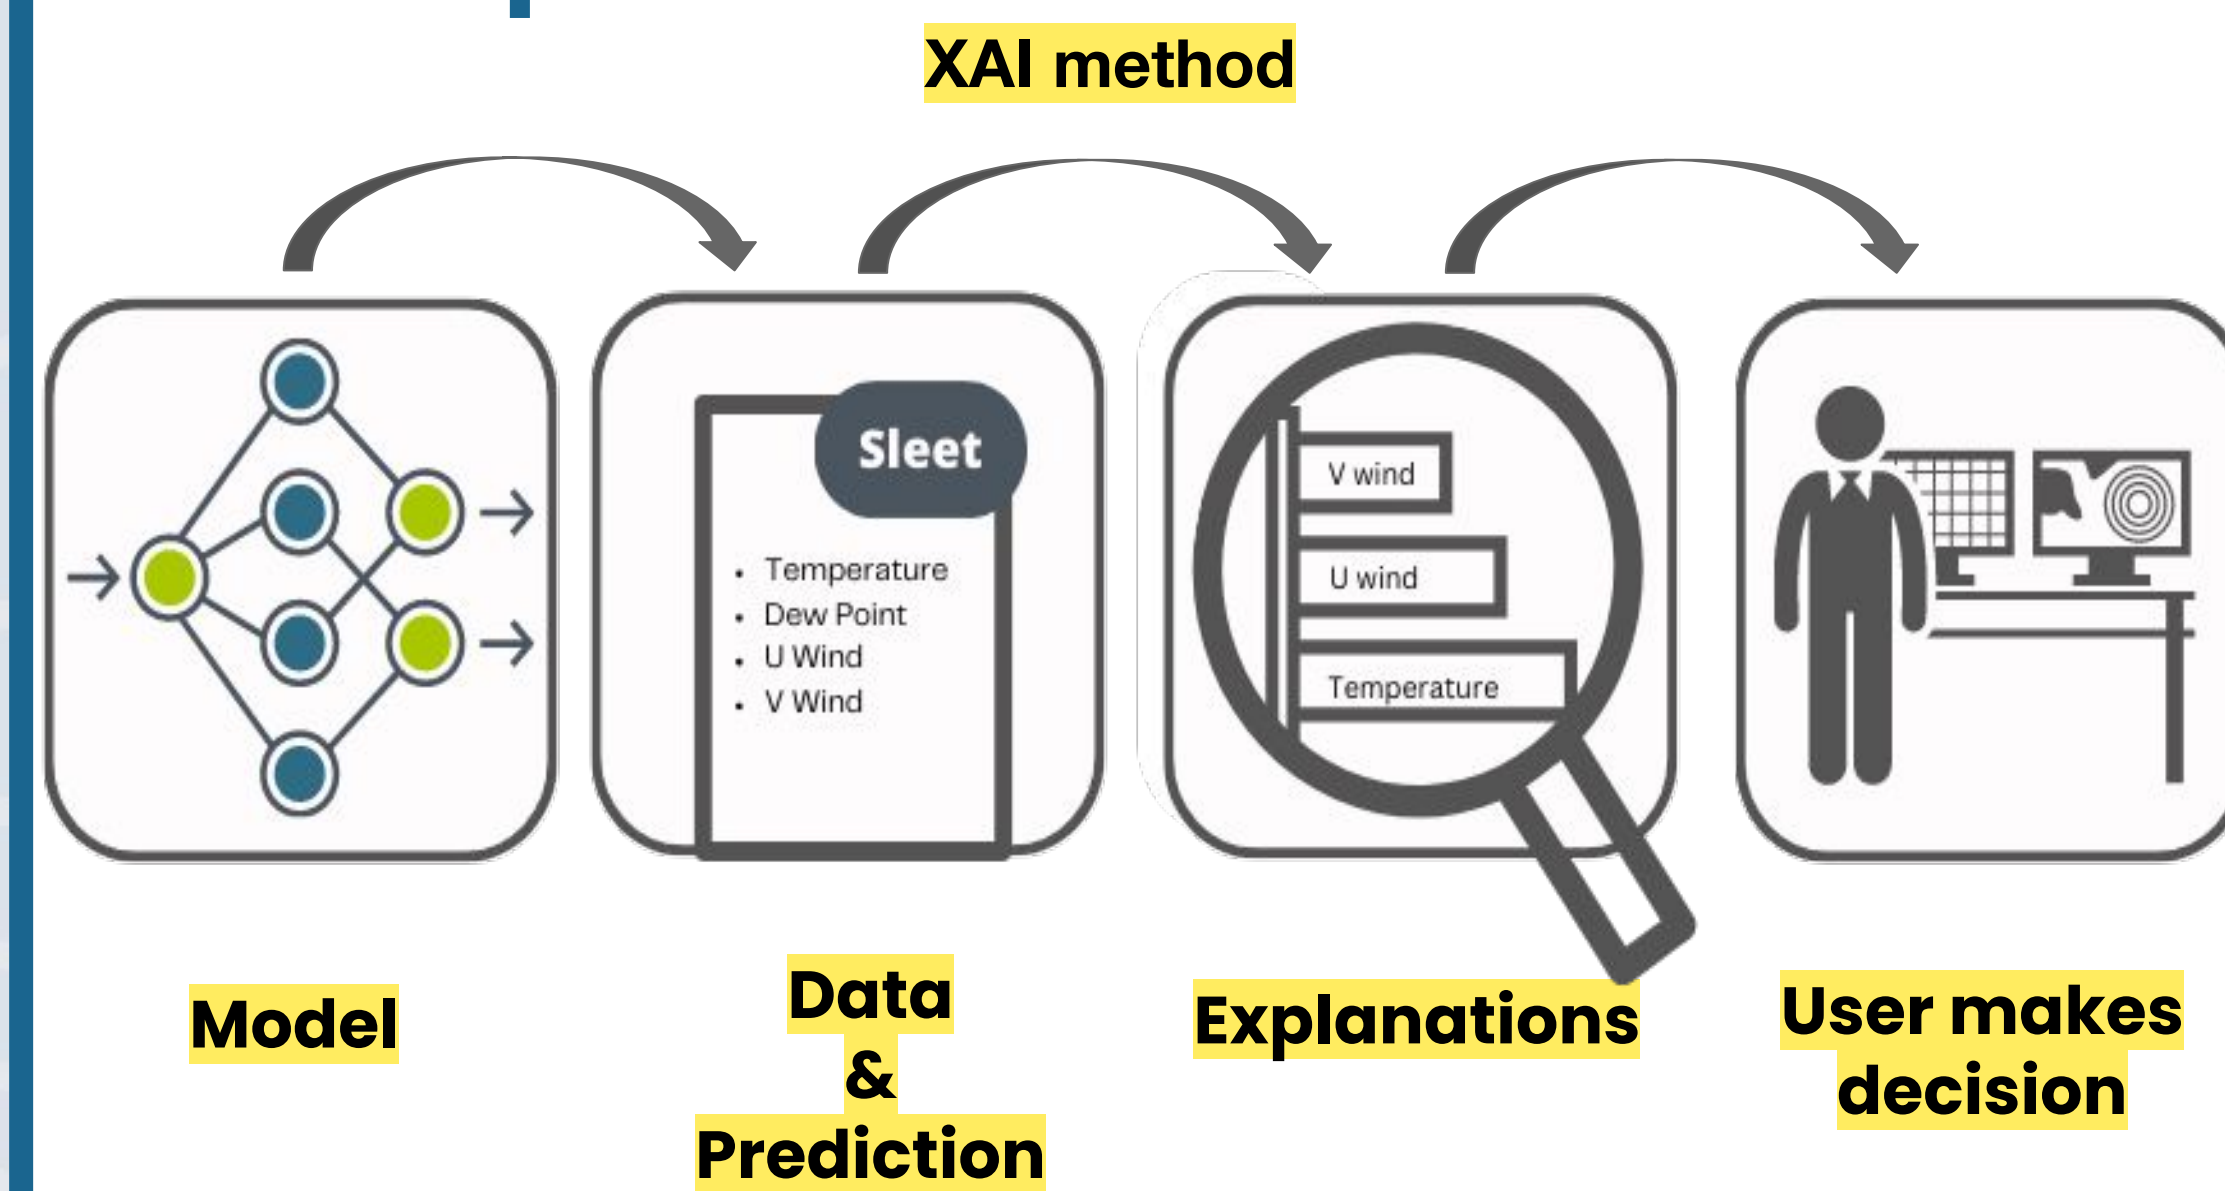 XAI method
Sleet
• Temperature
• Dew Point
• U Wind
• V Wind
V wind
U wind
Temperature
Model
Data
&
Prediction
Explanations
User makes
decision